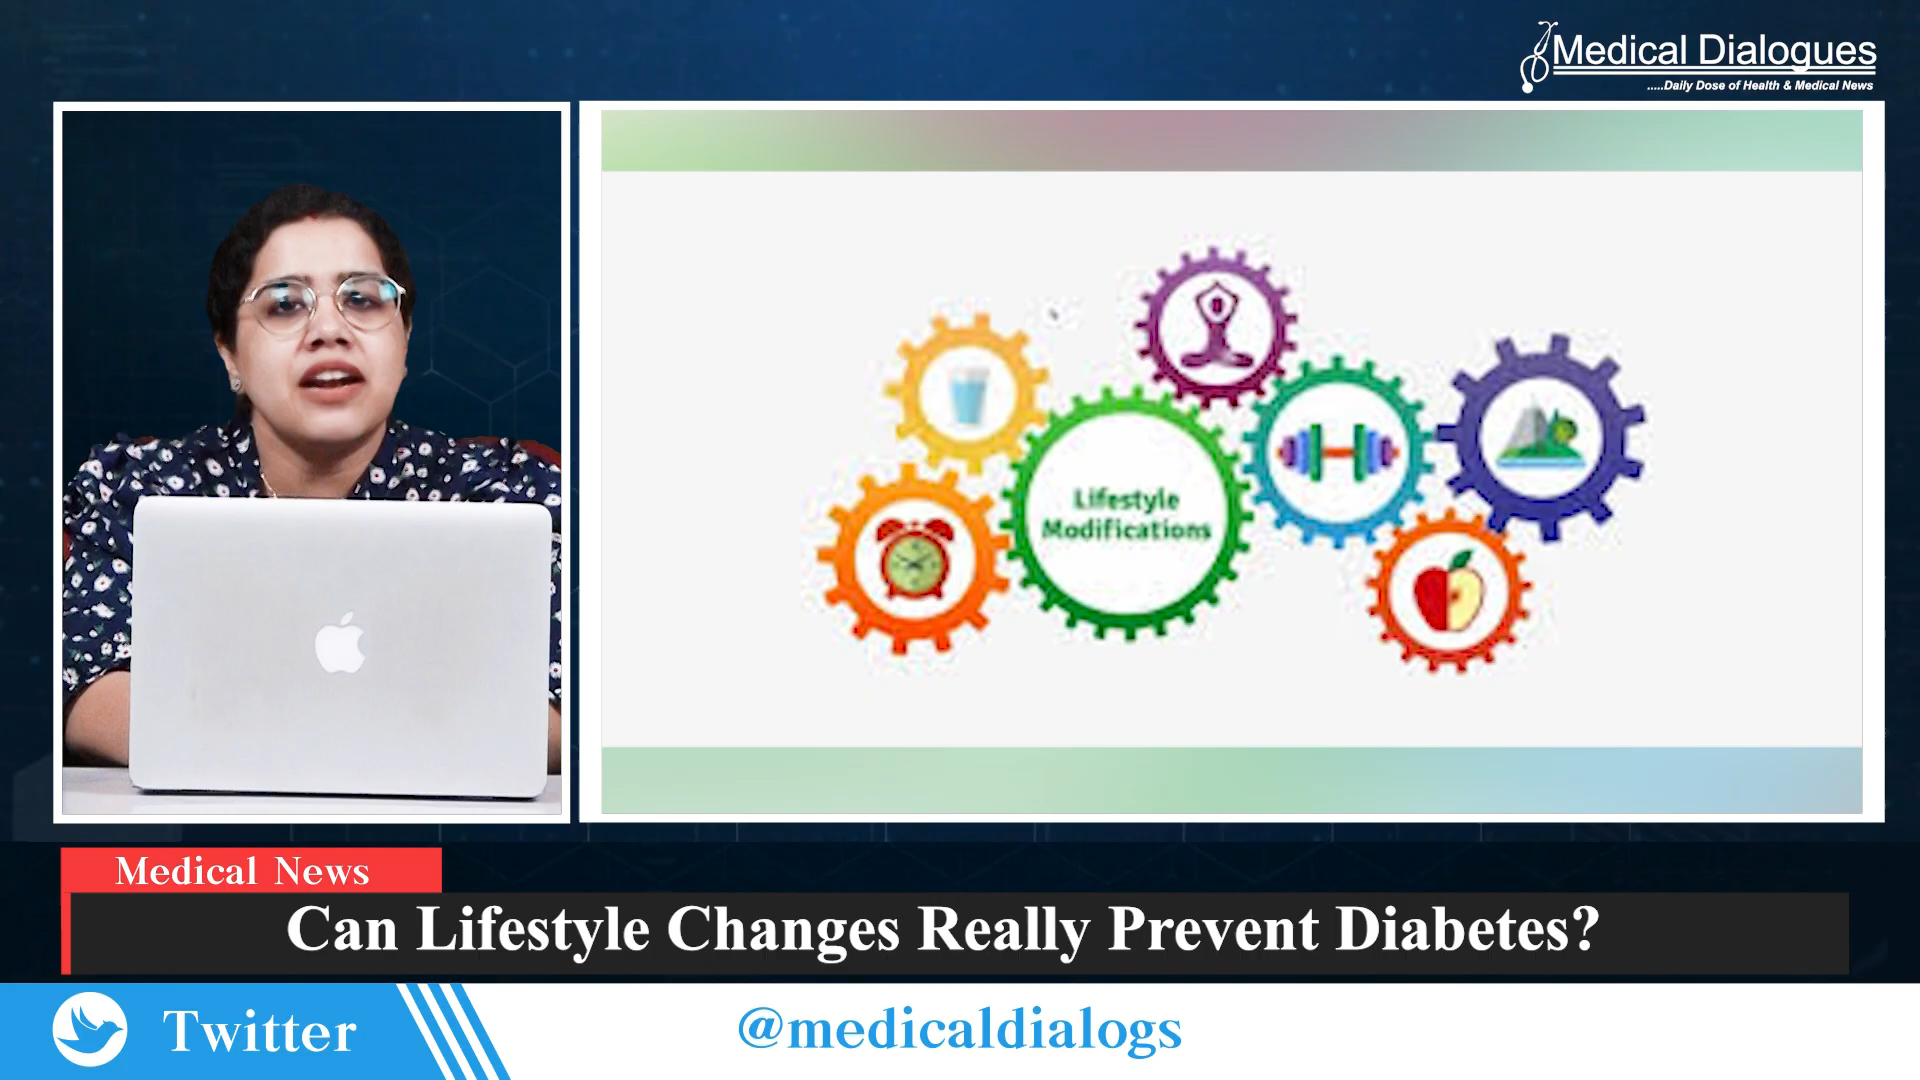 Medical Dialogues
.....Daily Dose of Health & Medical News
Lifestyle
Modifications
Medical News
Can Lifestyle Changes Really Prevent Diabetes?
Twitter
@medicaldialogs